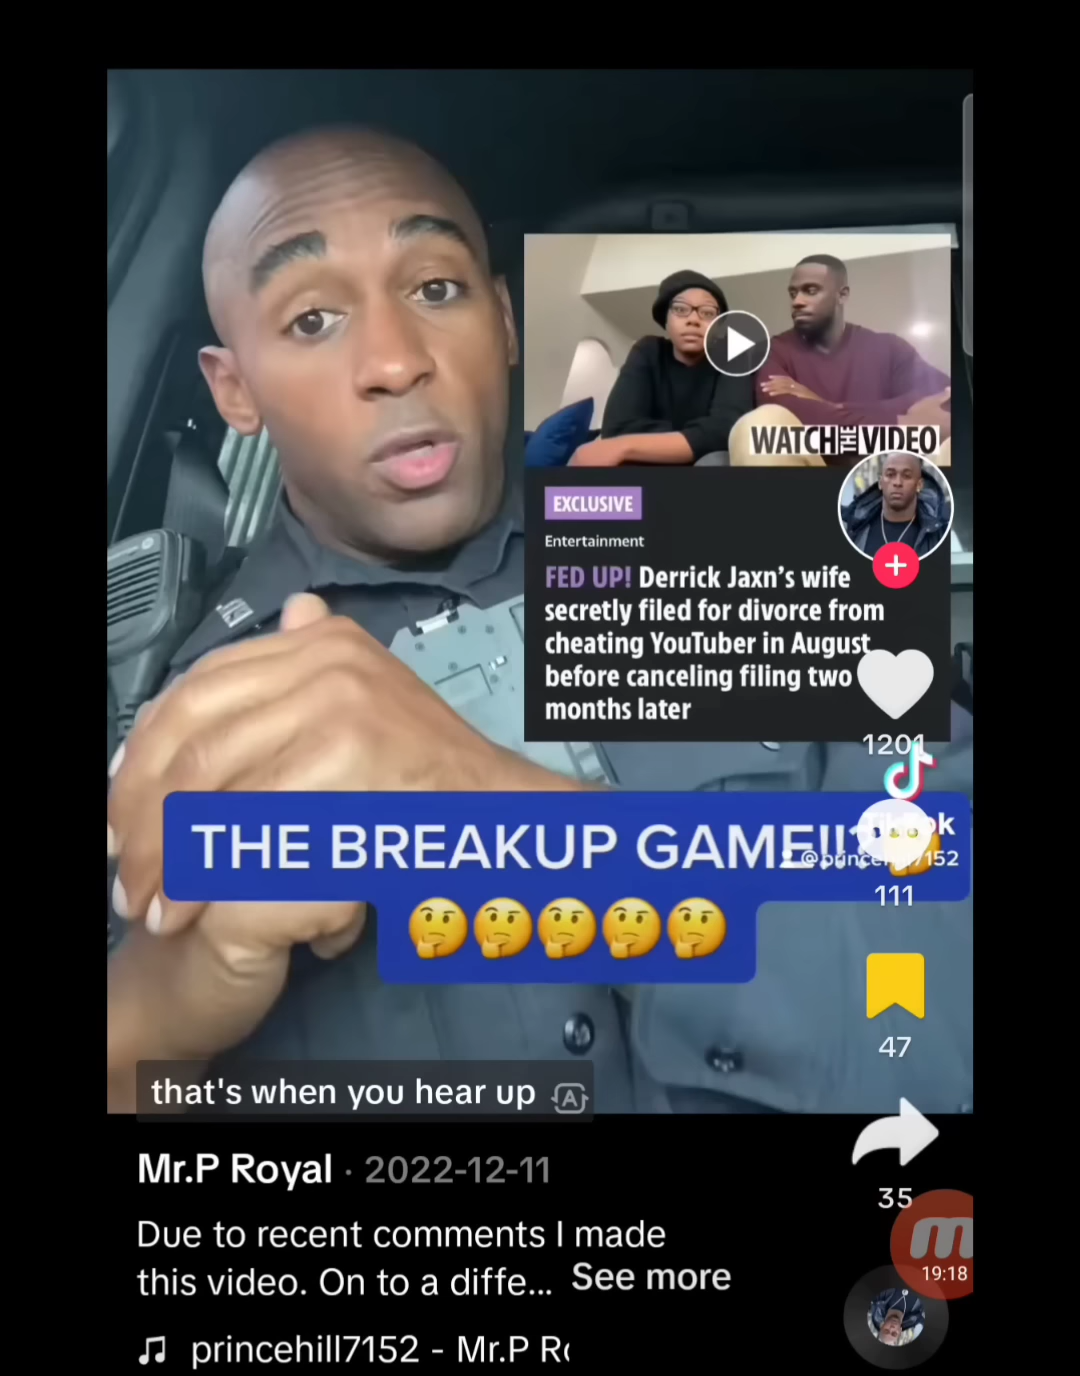 WATCH THE VIDEO
EXCLUSIVE
Entertainment
FED UP! Derrick Jaxn's wife
secretly filed for divorce from
cheating YouTuber in August
before canceling filing two
months later
1201
THE BREAKUP GAME!!
@princehill7152
111
47
that's when you hear up
A
Mr.P Royal · 2022-12-11
35
Due to recent comments I made
this video. On to a diffe... See more
19:18
princehill7152 - Mr.P